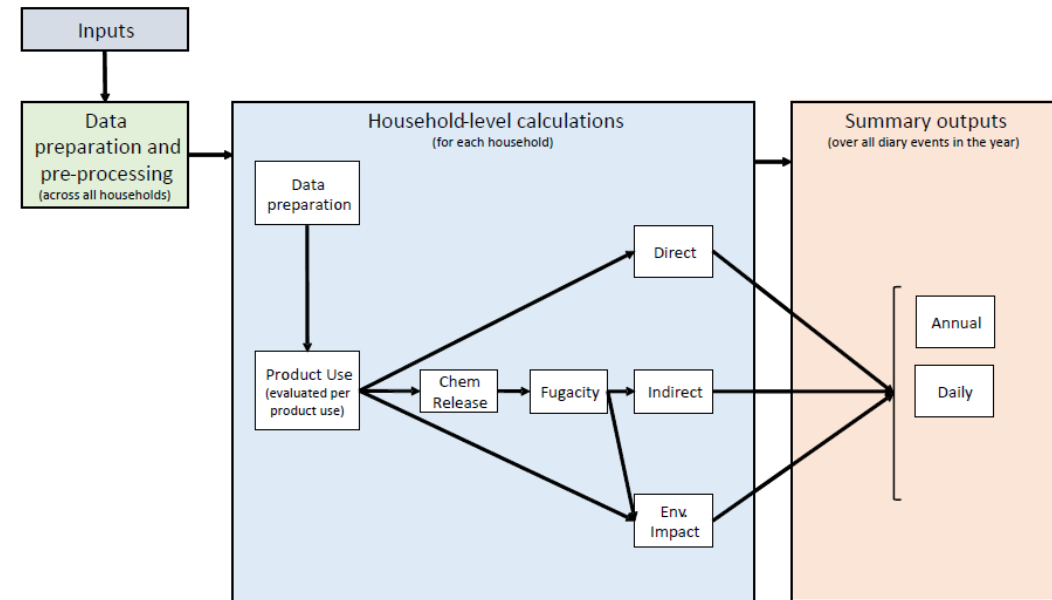 Inputs
Data
preparation and
pre-processing
(across all households)
Household-level calculations
(for each household)
Data
preparation
Product Use
(evaluated per
product use)
Chem
Release
Fugacity
Direct
Indirect
Env.
Impact
Summary outputs
(over all diary events in the year)
Annual
Daily